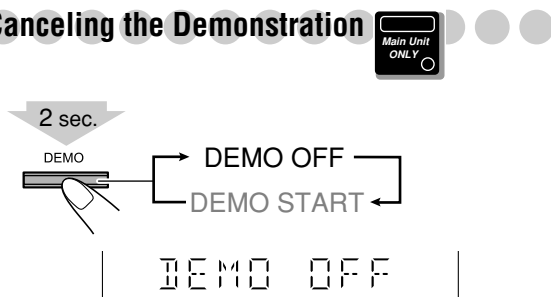 Canceling the Demonstration
Main Unit
ONLY
2 sec.
DEMO
DEMO OFF
DEMO START
DEMO OFF